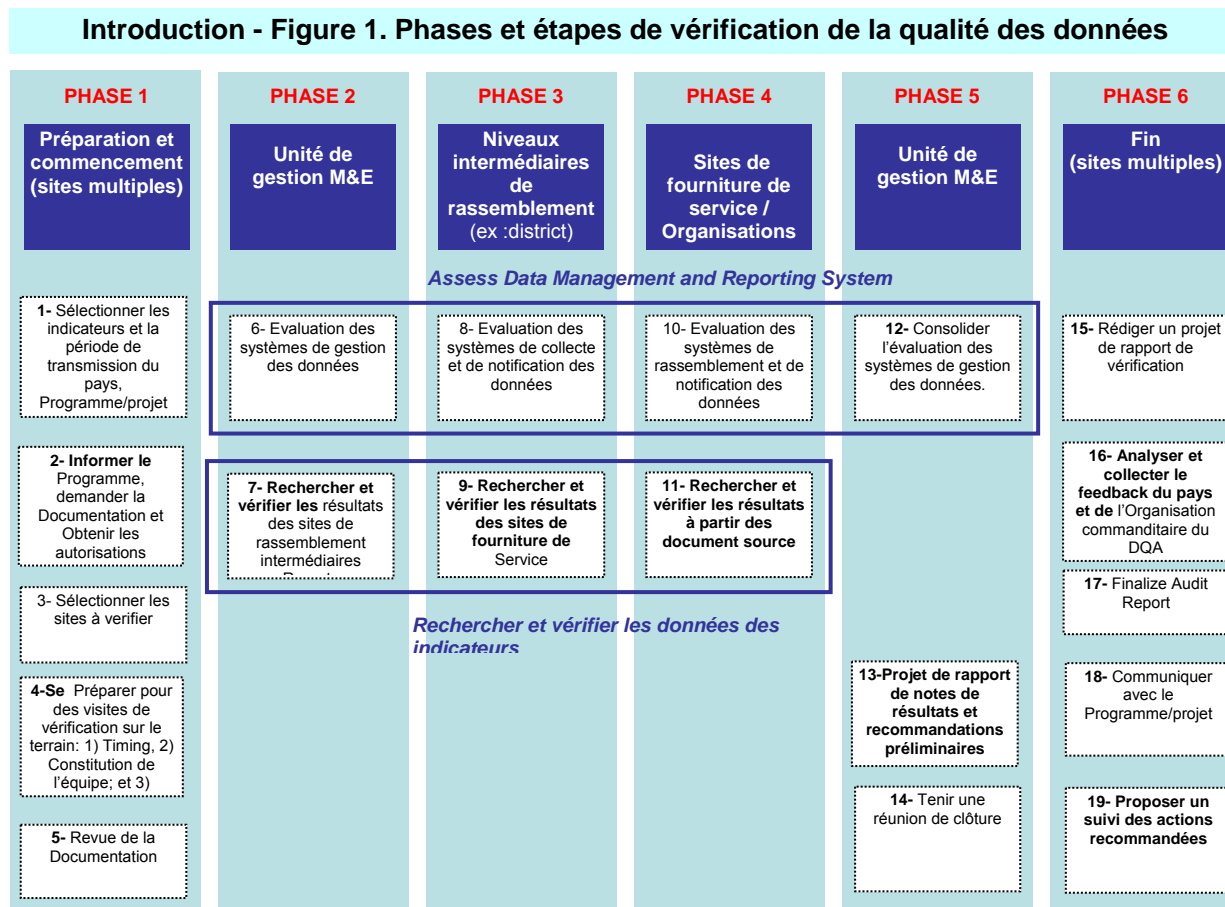 Introduction - Figure 1. Phases et étapes de vérification de la qualité des données
PHASE 1
Préparation et
commencement
(sites multiples)
1- Sélectionner les
indicateurs et la
période de
transmission du
pays,
Programme/projet
2- Informer le
Programme,
demander la
Documentation et
Obtenir les
autorisations
3- Sélectionner les
sites à verifier
4-Se Préparer pour
des visites de
vérification sur le
terrain: 1) Timing, 2)
Constitution de
l'équipe; et 3)
5- Revue de la
Documentation
PHASE 2
Unité de
gestion M&E
PHASE 3
Niveaux
intermédiaires
de
rassemblement
(ex :district)
PHASE 4
Sites de
fourniture de
service /
Organisations
PHASE 5
Unité de
gestion M&E
Assess Data Management and Reporting System
6- Evaluation des
systèmes de gestion
des données
8- Evaluation des
systèmes de collecte
et de notification des
données
10- Evaluation des
systèmes de
rassemblement et de
notification des
données
12- Consolider
l'évaluation des
systèmes de gestion
des données.
7- Rechercher et
vérifier les résultats
des sites de
rassemblement
intermédiaires
9- Rechercher et
vérifier les résultats
des sites de
fourniture de
Service
11- Rechercher et
vérifier les résultats
à partir des
document source
Rechercher et vérifier les données des
indicateurs
13-Projet de rapport
de notes de
résultats et
recommandations
préliminaires
14- Tenir une
réunion de clôture
PHASE 6
Fin
(sites multiples)
15- Rédiger un projet
de rapport de
vérification
16- Analyser et
collecter le
feedback du pays
et de l'Organisation
commanditaire du
DQA
17- Finalize Audit
Report
18- Communiquer
avec le
Programme/projet
19- Proposer un
suivi des actions
recommandées